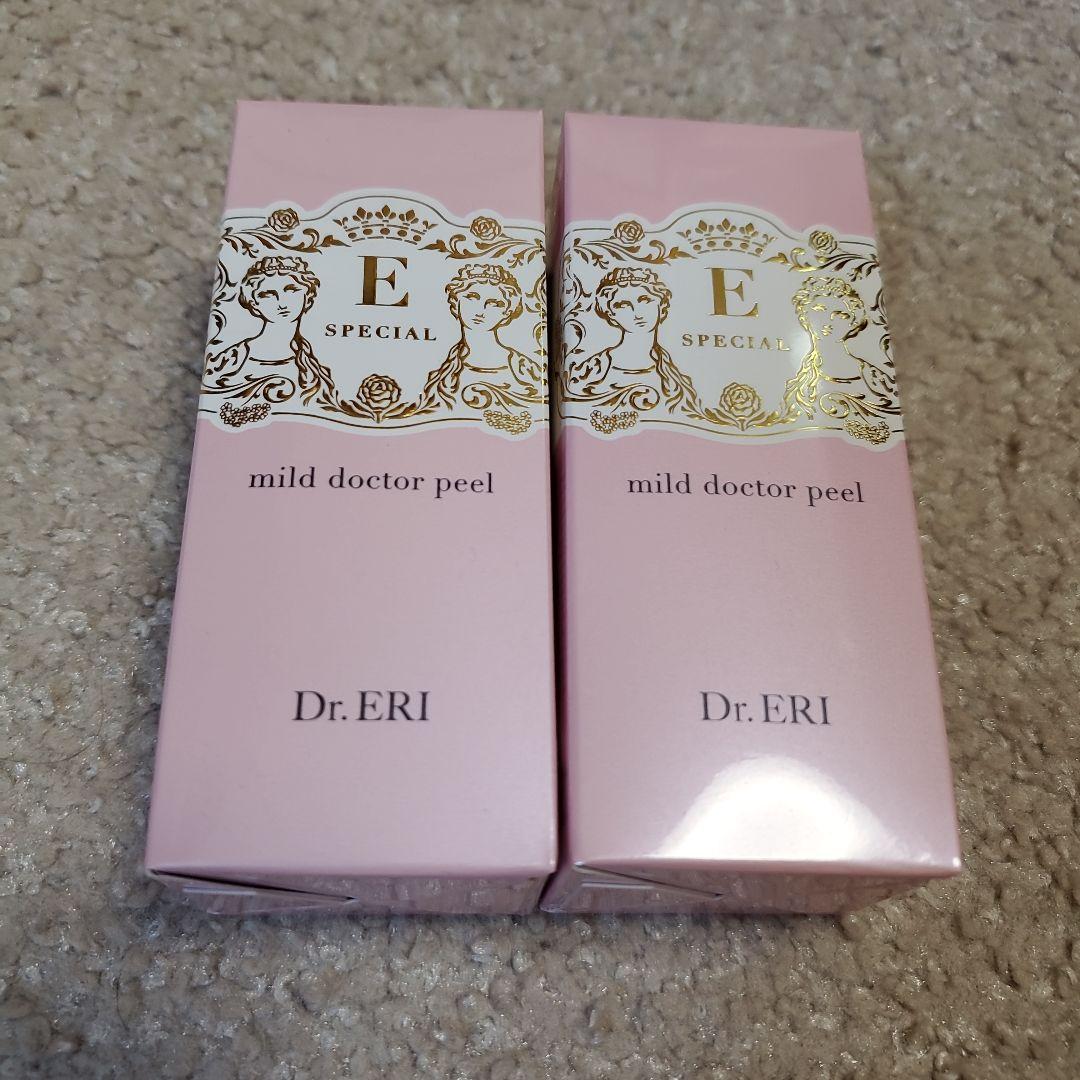 E
SPECIAL
mild doctor peel
Dr. ERI
E
SPECIAL
mild doctor peel
Dr. ERI